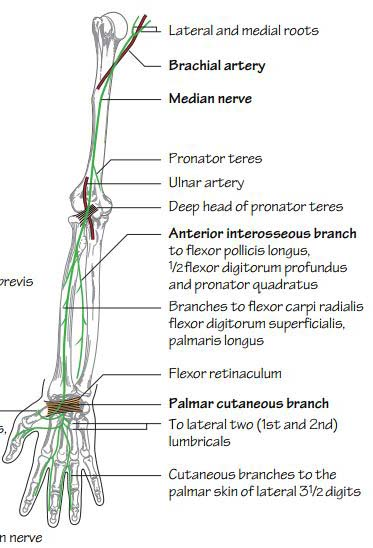 Lateral and medial roots
Brachial artery
Median nerve
Pronator teres
Ulnar artery
Deep head of pronator teres
Anterior interosseous branch
to flexor pollicis longus,
1/2 flexor digitorum profundus
and pronator quadratus
revis
Branches to flexor carpi radialis
flexor digitorum superficialis,
palmaris longus
Flexor retinaculum
Palmar cutaneous branch
s,
To lateral two (1st and 2nd)
lumbricals
Cutaneous branches to the
palmar skin of lateral 31/2 digits
n nerve